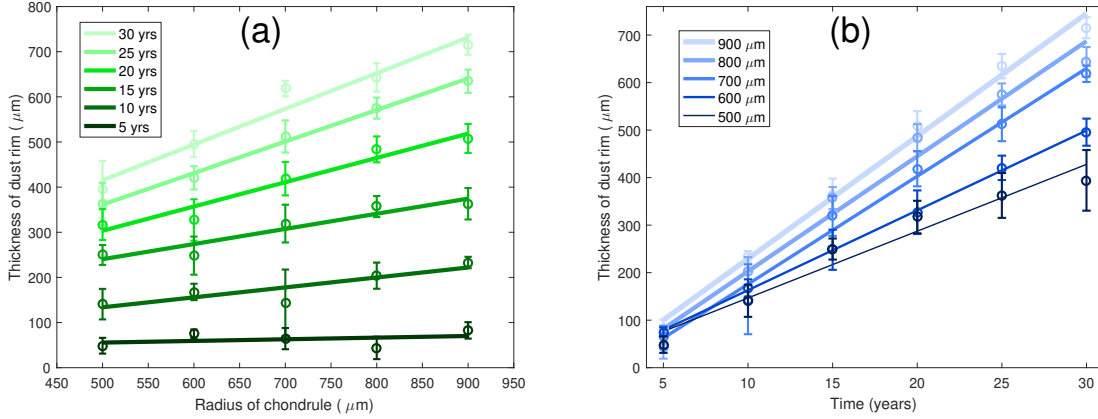 (a)
30 yrs
25 yrs
20 yrs
15 yrs
10 yrs
5 yrs
Thickness of dust rim ( μm)
800
700
600
500
400
300
200
100
0
450 500 550 600 650 700 750 800 850 900 950
Radius of chondrule ( μm)
(b)
900 μm
800 μm
700 μm
600 μm
500 μm
Thickness of dust rim ( μm)
700
600
500
400
300
200
100
0
5 10 15 20 25 30
Time (years)